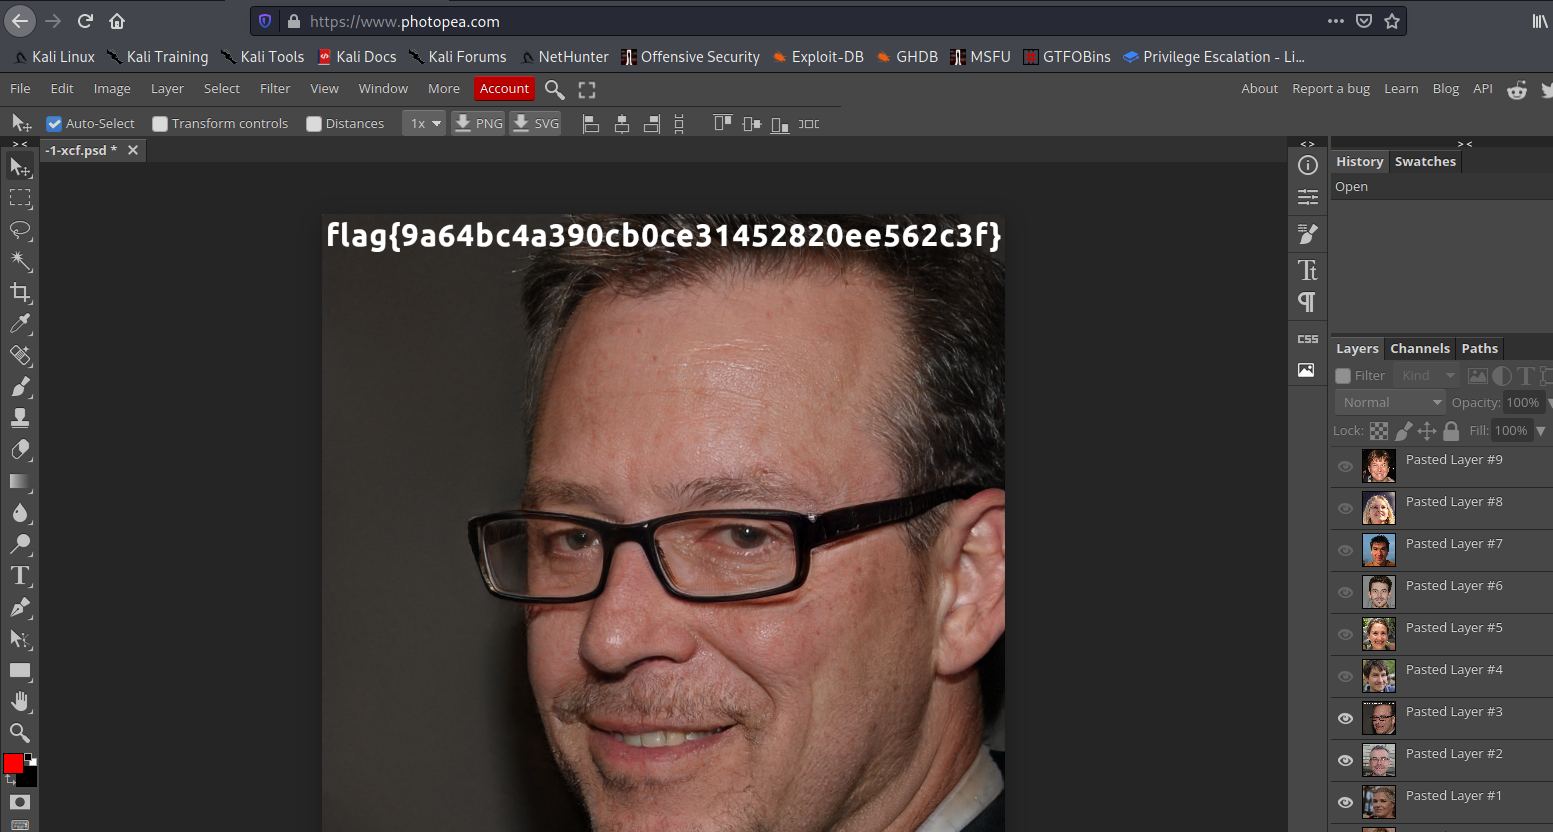 https://www.photopea.com
Kali Linux Kali Training Kali Tools Kali Docs Kali Forums NetHunter Offensive Security Exploit-DB GHDB MSFU GTFOBins Privilege Escalation - Li...
File Edit Image Layer Select Filter View Window More Account About Report a bug Learn Blog API
Auto-Select Transform controls Distances 1x PNG SVG
> <
-1-xcf.psd *
< >
> <
History Swatches
Open
flag{9a64bc4a390cb0ce31452820ee562c3f}
CSS
Layers Channels Paths
Filter Kind
Normal Opacity: 100%
Lock: Fill: 100%
Pasted Layer #9
Pasted Layer #8
Pasted Layer #7
Pasted Layer #6
Pasted Layer #5
Pasted Layer #4
Pasted Layer #3
Pasted Layer #2
Pasted Layer #1